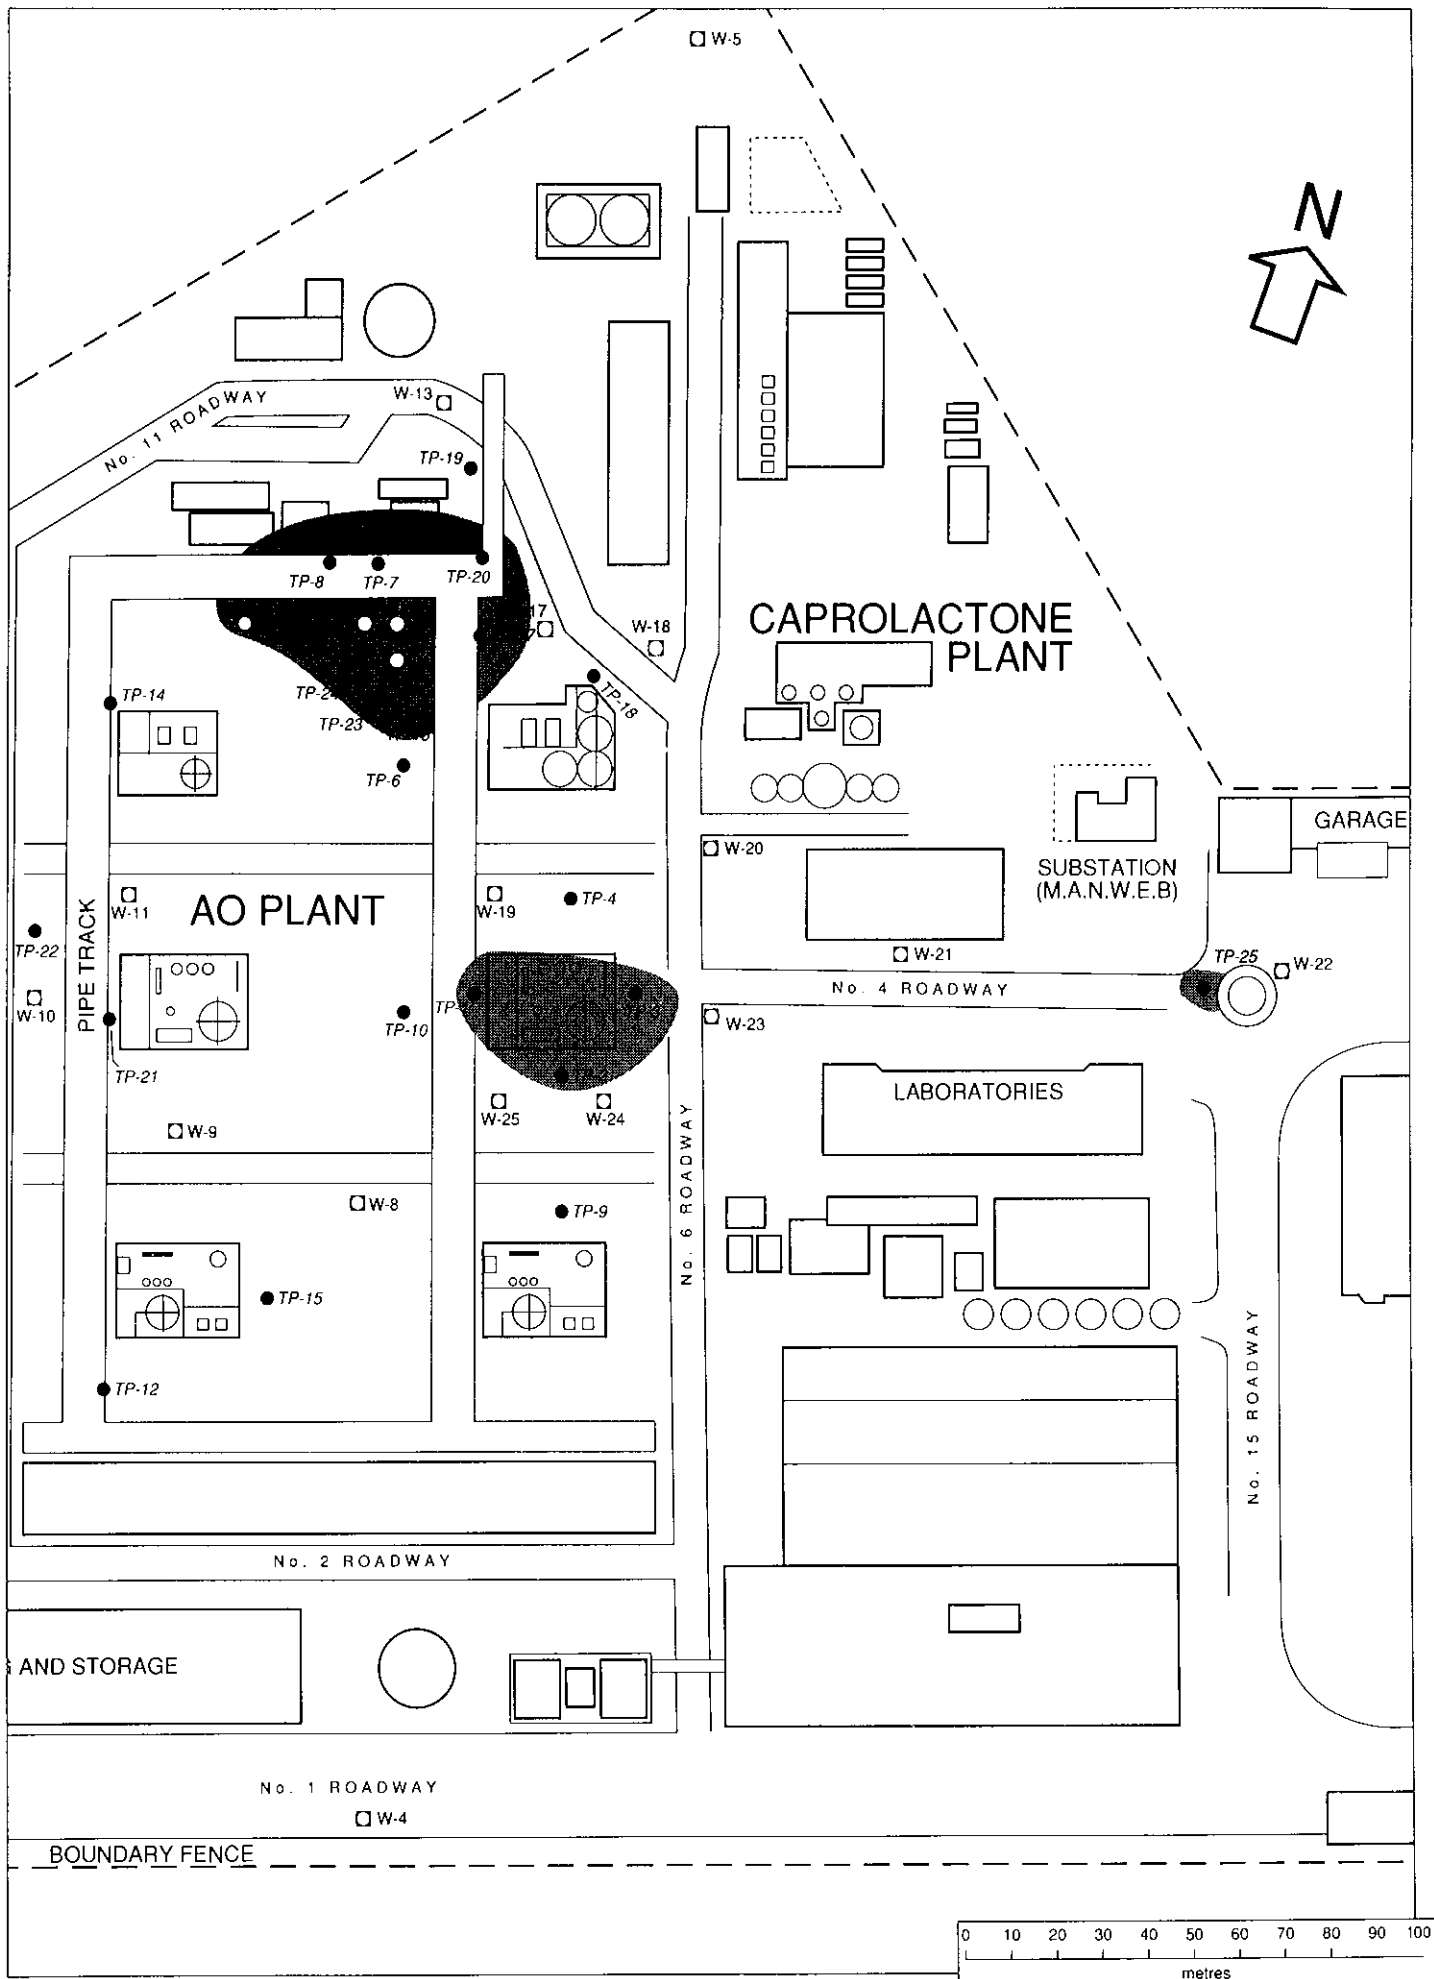 W-5
N
W-13
No. 11 ROADWAY
TP-19
TP-8
TP-7
TP-20
17
W-18
CAPROLACTONE
PLANT
TP-14
TP-18
TP-23
TP-6
GARAGE
W-20
SUBSTATION
(M.A.N.W.E.B)
W-11
AO PLANT
W-19
TP-4
PIPE TRACK
TP-22
W-21
TP-25
W-22
W-10
No. 4 ROADWAY
TP-10
W-23
TP-21
LABORATORIES
W-25
W-24
W-9
No. 6 ROADWAY
W-8
TP-9
TP-15
TP-12
No. 15 ROADWAY
No. 2 ROADWAY
AND STORAGE
No. 1 ROADWAY
W-4
BOUNDARY FENCE
0 10 20 30 40 50 60 70 80 90 100
metres